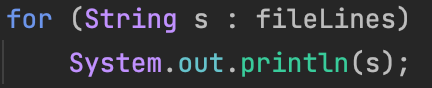 for (String s : fileLines)
    System.out.println(s);